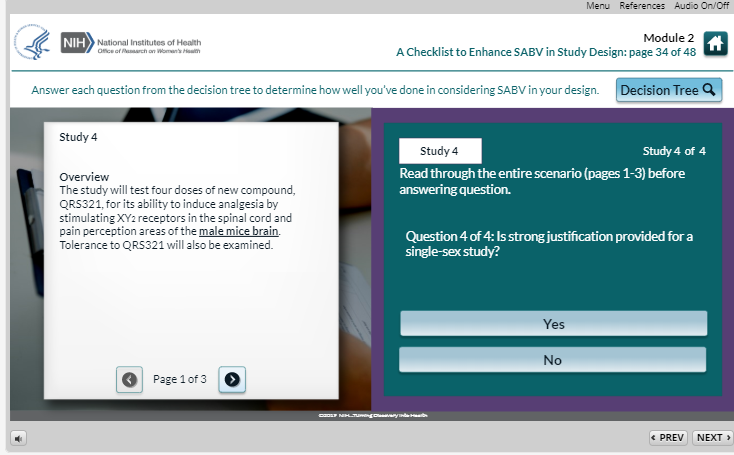 Menu References Audio On/Off
NIH National Institutes of Health
Office of Research on Women's Health
Module 2
A Checklist to Enhance SABV in Study Design: page 34 of 48
Answer each question from the decision tree to determine how well you've done in considering SABV in your design.
Decision Tree
Study 4
Overview
The study will test four doses of new compound,
QRS321, for its ability to induce analgesia by
stimulating XY₂ receptors in the spinal cord and
pain perception areas of the male mice brain.
Tolerance to QRS321 will also be examined.
Page 1 of 3
Study 4
Study 4 of 4
Read through the entire scenario (pages 1-3) before
answering question.
Question 4 of 4: Is strong justification provided for a
single-sex study?
Yes
No
©2019 NIH...Turning Discovery Into Health
PREV
NEXT